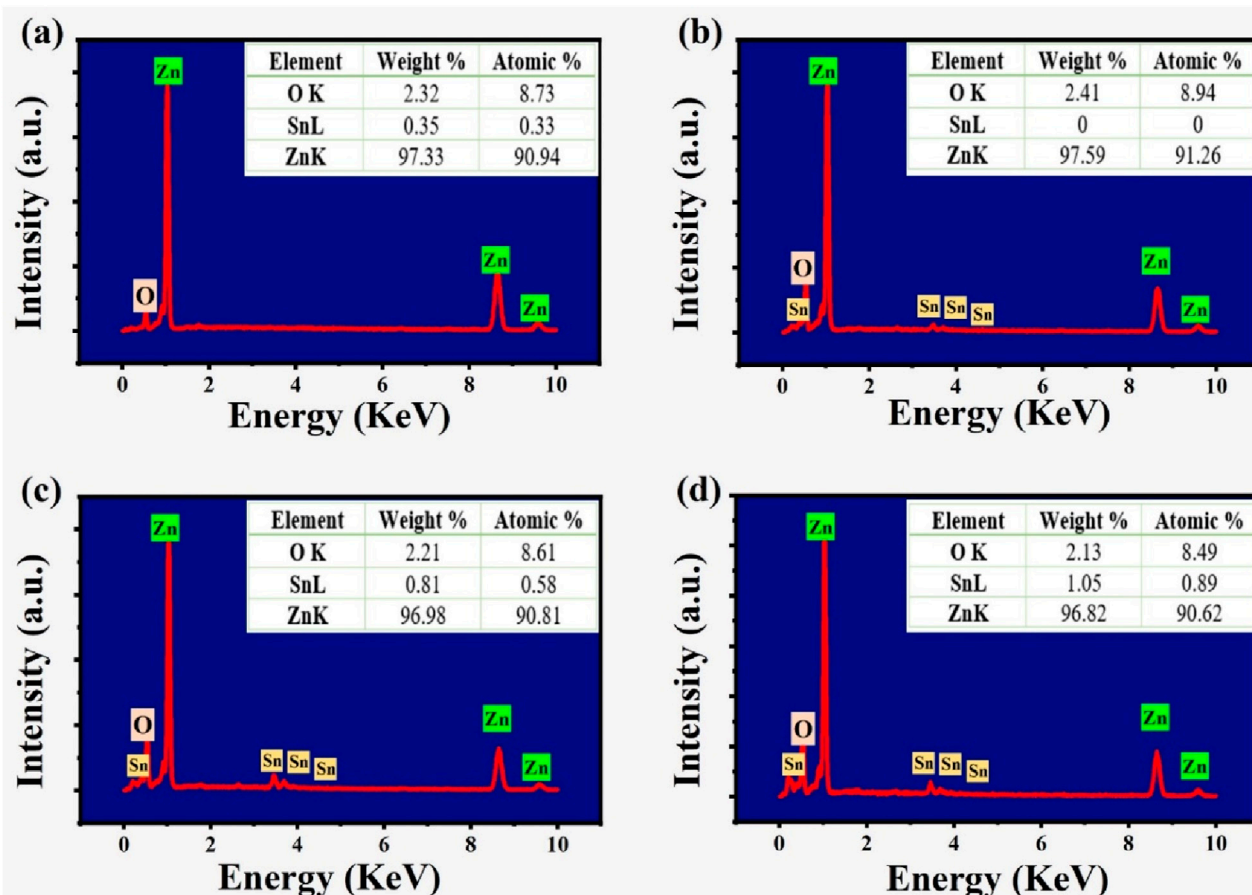 (a)
Zn
Element Weight % Atomic %
O K 2.32 8.73
SnL 0.35 0.33
ZnK 97.33 90.94
O
Zn
Zn
Intensity (a.u.)
0 2 4 6 8 10
Energy (KeV)
(b)
Zn
Element Weight % Atomic %
O K 2.41 8.94
SnL 0 0
ZnK 97.59 91.26
O
Sn
Sn Sn Sn
Zn
Zn
Intensity (a.u.)
0 2 4 6 8 10
Energy (KeV)
(c)
Zn
Element Weight % Atomic %
O K 2.21 8.61
SnL 0.81 0.58
ZnK 96.98 90.81
O
Sn
Sn Sn Sn
Zn
Zn
Intensity (a.u.)
0 2 4 6 8 10
Energy (KeV)
(d)
Zn
Element Weight % Atomic %
O K 2.13 8.49
SnL 1.05 0.89
ZnK 96.82 90.62
O
Sn
Sn Sn Sn
Zn
Zn
Intensity (a.u.)
0 2 4 6 8 10
Energy (KeV)